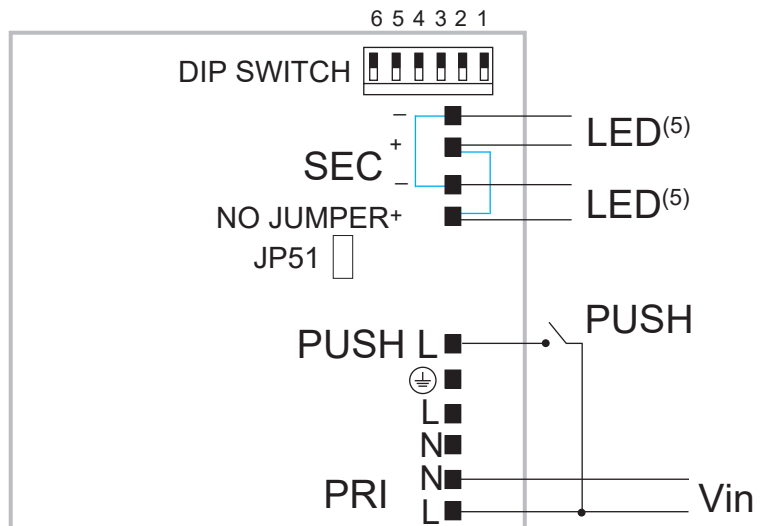 6 5 4 3 2 1
DIP SWITCH
−
LED(5)
+
SEC
−
LED(5)
NO JUMPER+
JP51
PUSH
PUSH L
L
N
N
PRI
Vin
L